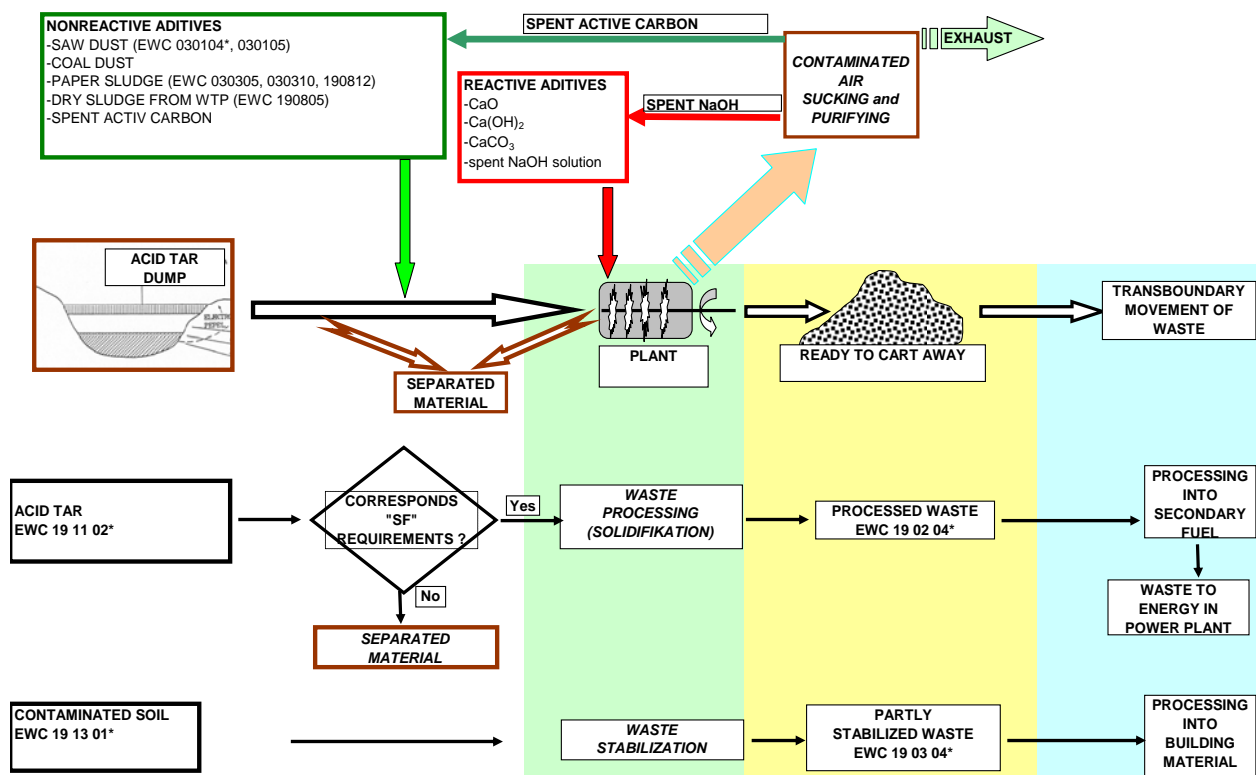 NONREACTIVE ADITIVES
-SAW DUST (EWC 030104*, 030105)
-COAL DUST
-PAPER SLUDGE (EWC 030305, 030310, 190812)
-DRY SLUDGE FROM WTP (EWC 190805)
-SPENT ACTIV CARBON
SPENT ACTIVE CARBON
EXHAUST
CONTAMINATED
AIR
SUCKING and
PURIFYING
REACTIVE ADITIVES
-CaO
-Ca(OH)₂
-CaCO₃
-spent NaOH solution
SPENT NaOH
ACID TAR
DUMP
PLANT
READY TO CART AWAY
TRANSBOUNDARY
MOVEMENT OF
WASTE
SEPARATED
MATERIAL
ACID TAR
EWC 19 11 02*
CORRESPONDS
"SF"
REQUIREMENTS ?
Yes
No
SEPARATED
MATERIAL
WASTE
PROCESSING
(SOLIDIFIKATION)
PROCESSED WASTE
EWC 19 02 04*
PROCESSING
INTO
SECONDARY
FUEL
WASTE TO
ENERGY IN
POWER PLANT
CONTAMINATED SOIL
EWC 19 13 01*
WASTE
STABILIZATION
PARTLY
STABILIZED WASTE
EWC 19 03 04*
PROCESSING
INTO
BUILDING
MATERIAL